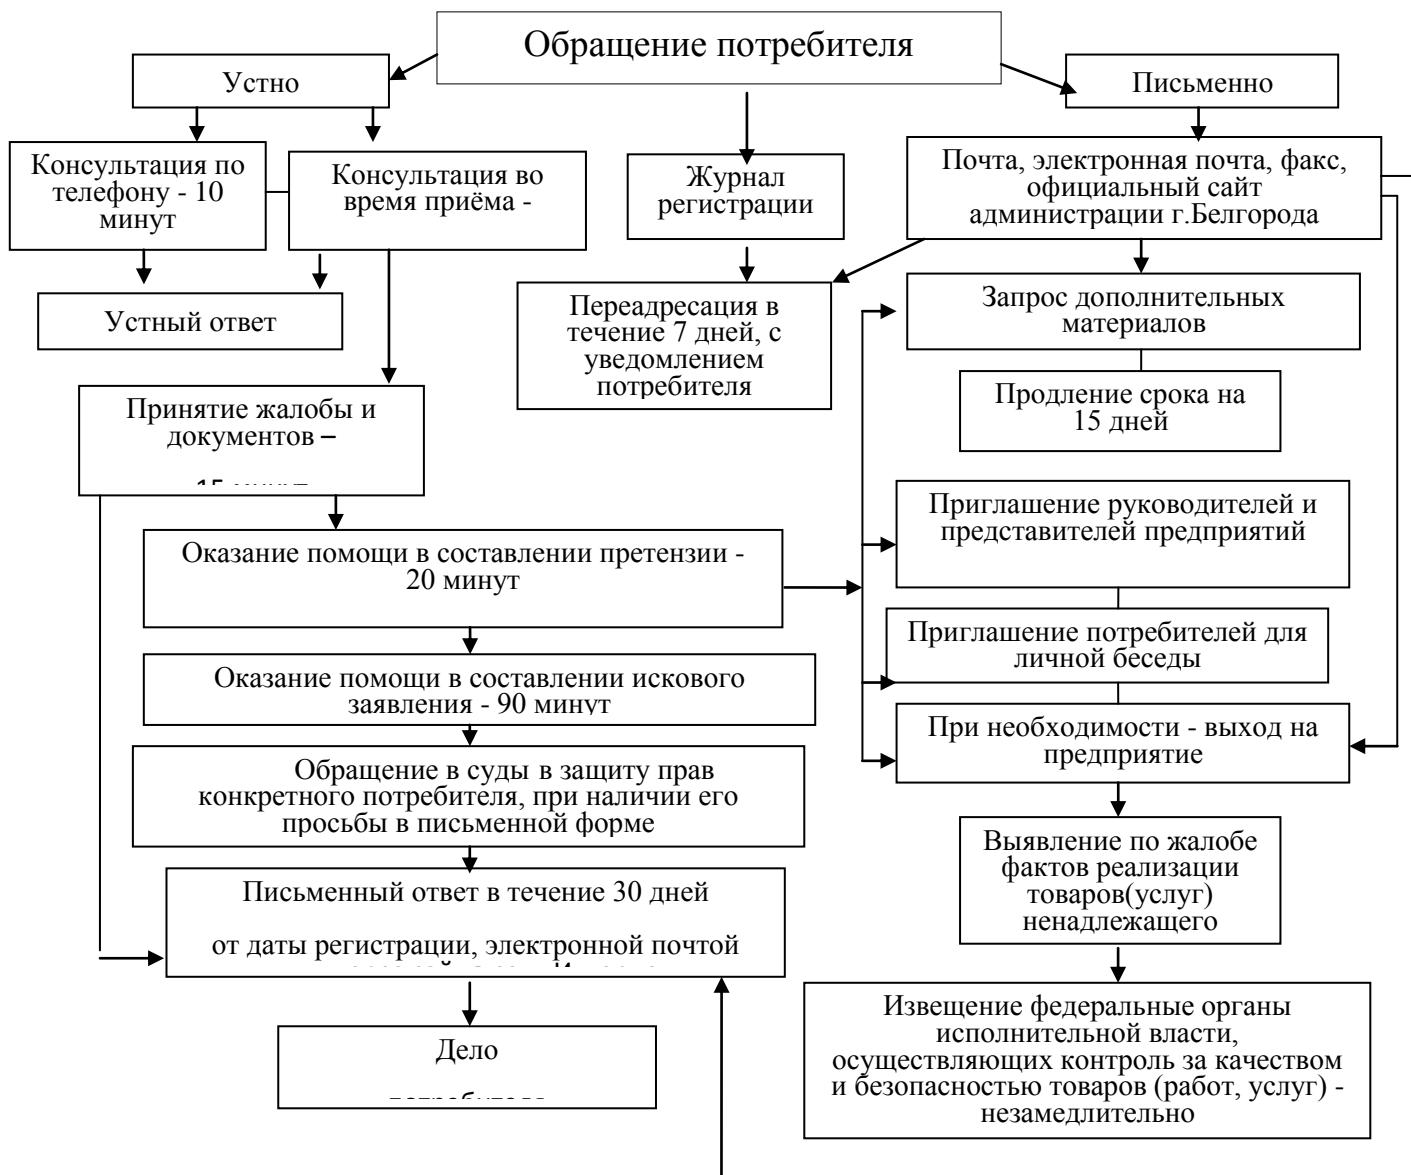 Обращение потребителя
Устно
Письменно
Консультация по
телефону - 10
минут
Консультация во
время приёма -
Журнал
регистрации
Почта, электронная почта, факс,
официальный сайт
администрации г.Белгорода
Устный ответ
Переадресация в
течение 7 дней, с
уведомлением
потребителя
Запрос дополнительных
материалов
Продление срока на
15 дней
Принятие жалобы и
документов –
Приглашение руководителей и
представителей предприятий
Оказание помощи в составлении претензии -
20 минут
Приглашение потребителей для
личной беседы
Оказание помощи в составлении искового
заявления - 90 минут
При необходимости - выход на
предприятие
Обращение в суды в защиту прав
конкретного потребителя, при наличии его
просьбы в письменной форме
Выявление по жалобе
фактов реализации
товаров(услуг)
ненадлежащего
Письменный ответ в течение 30 дней
от даты регистрации, электронной почтой
Извещение федеральные органы
исполнительной власти,
осуществляющих контроль за качеством
и безопасностью товаров (работ, услуг) -
незамедлительно
Дело